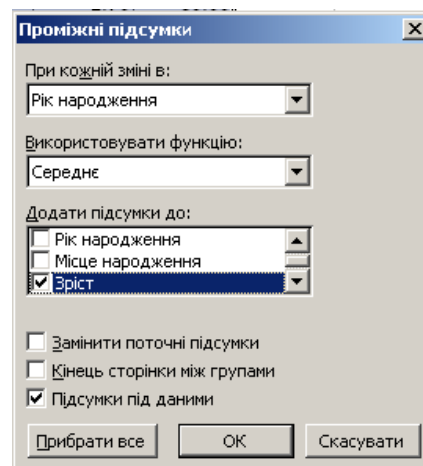 Проміжні підсумки
При кожній зміні в:
Рік народження
Використовувати функцію:
Середнє
Додати підсумки до:
Рік народження
Місце народження
Зріст
Замінити поточні підсумки
Кінець сторінки між групами
Підсумки під даними
Прибрати все ОК Скасувати